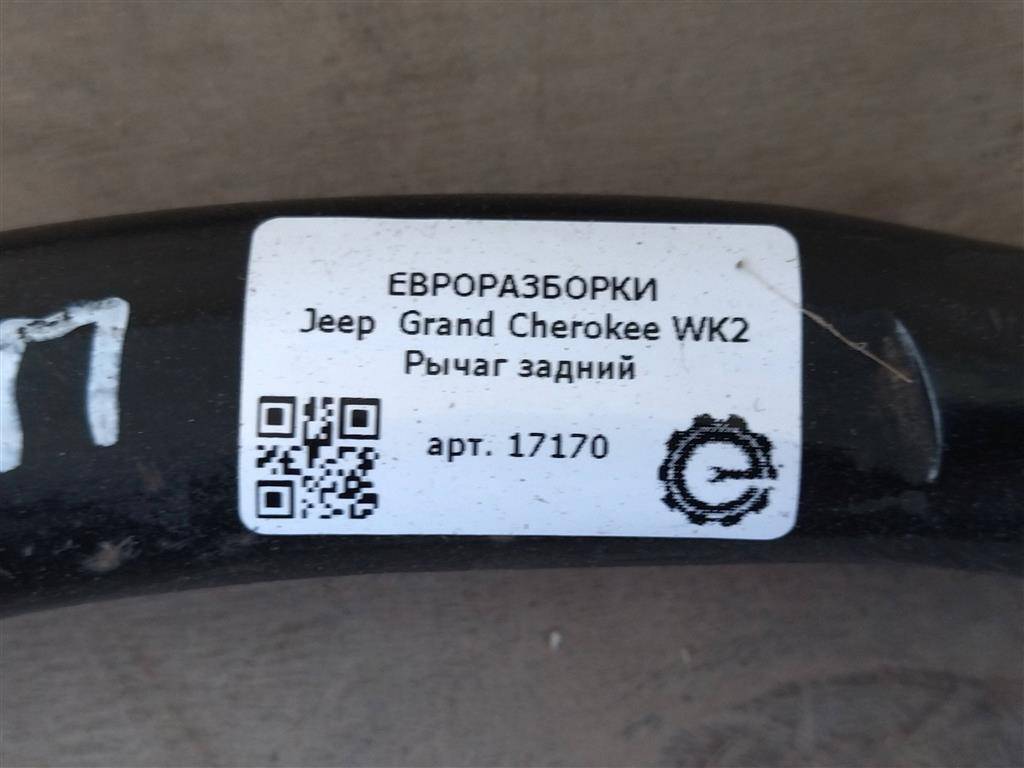 ЕВРОРАЗБОРКИ
Jeep Grand Cherokee WK2
Рычаг задний
арт. 17170
П